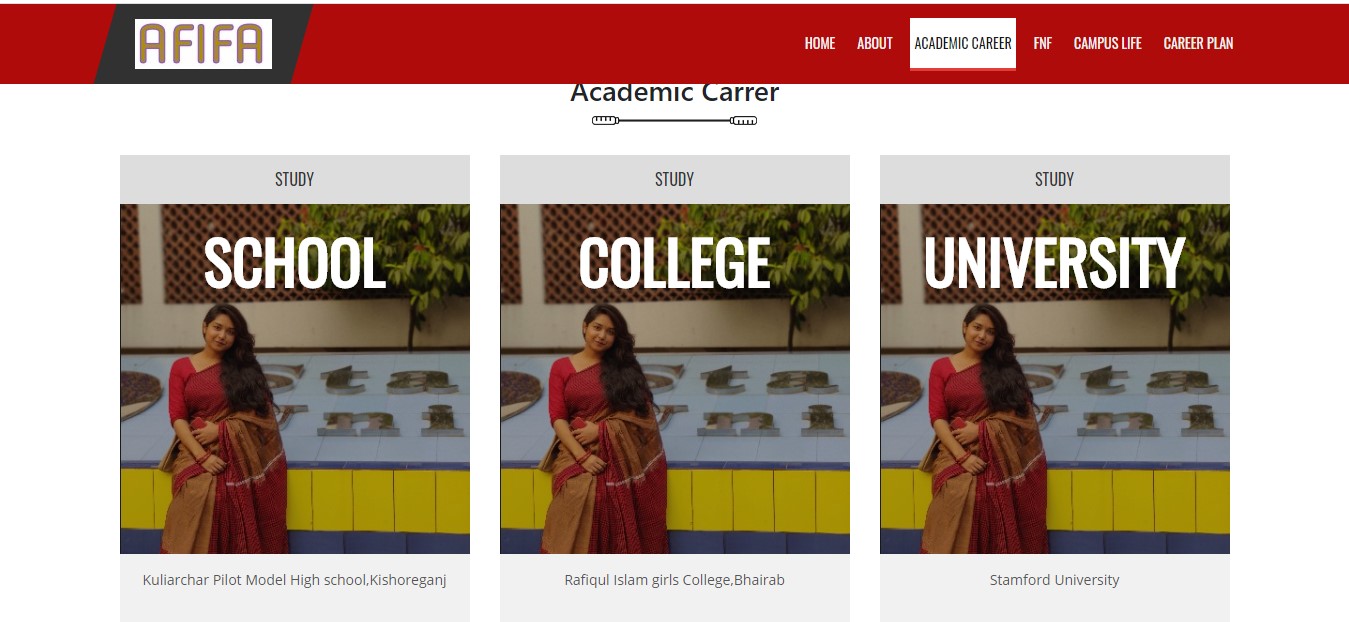 AFIFA
HOME ABOUT ACADEMIC CAREER FNF CAMPUS LIFE CAREER PLAN
Academic Carrer
STUDY
SCHOOL
Kuliarchar Pilot Model High school,Kishoreganj
STUDY
COLLEGE
Rafiqul Islam girls College,Bhairab
STUDY
UNIVERSITY
Stamford University